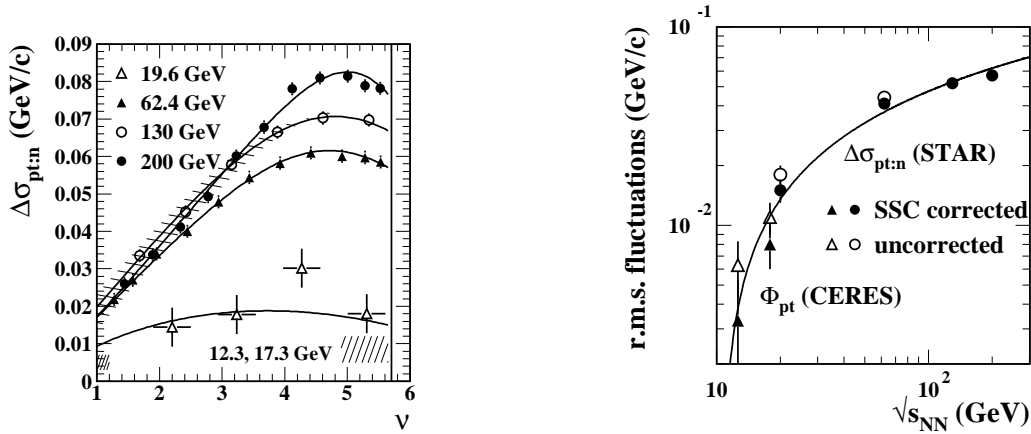 Δσpt:n (GeV/c)
0.09
0.08
0.07
0.06
0.05
0.04
0.03
0.02
0.01
0
19.6 GeV
62.4 GeV
130 GeV
200 GeV
12.3, 17.3 GeV
1 2 3 4 5 6
ν
r.m.s. fluctuations (GeV/c)
10-1
10-2
Δσpt:n (STAR)
SSC corrected
uncorrected
Φpt (CERES)
10 102
√sNN (GeV)